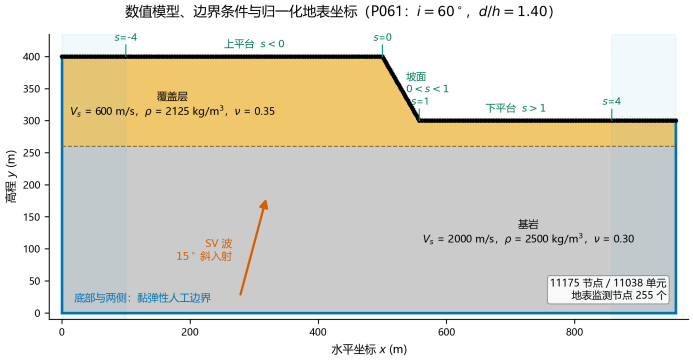 数值模型、边界条件与归一化地表坐标（P061：i = 60°，d/h = 1.40）
s=-4
上平台 s < 0
s=0
覆盖层
Vs = 600 m/s，ρ = 2125 kg/m³，ν = 0.35
坡面
0 < s < 1
s=1
下平台 s > 1
s=4
基岩
Vs = 2000 m/s，ρ = 2500 kg/m³，ν = 0.30
SV 波
15° 斜入射
底部与两侧：黏弹性人工边界
11175 节点 / 11038 单元
地表监测节点 255 个
高程 y (m)
400
350
300
250
200
150
100
50
0
0
200
400
600
800
水平坐标 x (m)